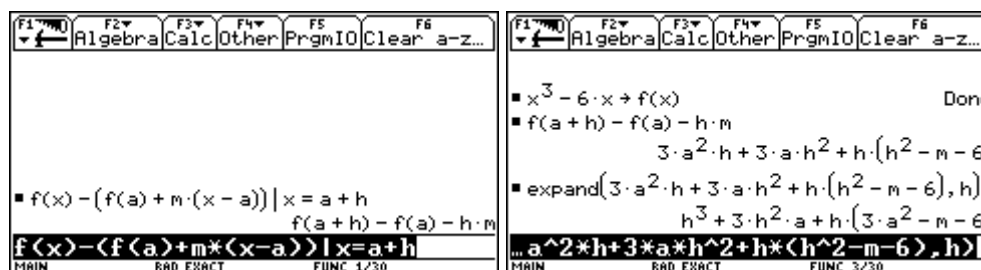 F1 F2 Algebra F3 Calc F4 Other F5 PrgmIO F6 Clear a-z…
▪ f(x) - (f(a) + m·(x - a)) | x = a + h
f(a + h) - f(a) - h·m
f(x)-(f(a)+m*(x-a))|x=a+h
MAIN RAD EXACT FUNC 1/30
F1 F2 Algebra F3 Calc F4 Other F5 PrgmIO F6 Clear a-z…
▪ x³ - 6·x → f(x) Don
▪ f(a + h) - f(a) - h·m
3·a²·h + 3·a·h² + h·(h² - m - 6
▪ expand(3·a²·h + 3·a·h² + h·(h² - m - 6), h)
h³ + 3·h²·a + h·(3·a² - m - 6
…a^2*h+3*a*h^2+h*(h^2-m-6),h)
MAIN RAD EXACT FUNC 3/30